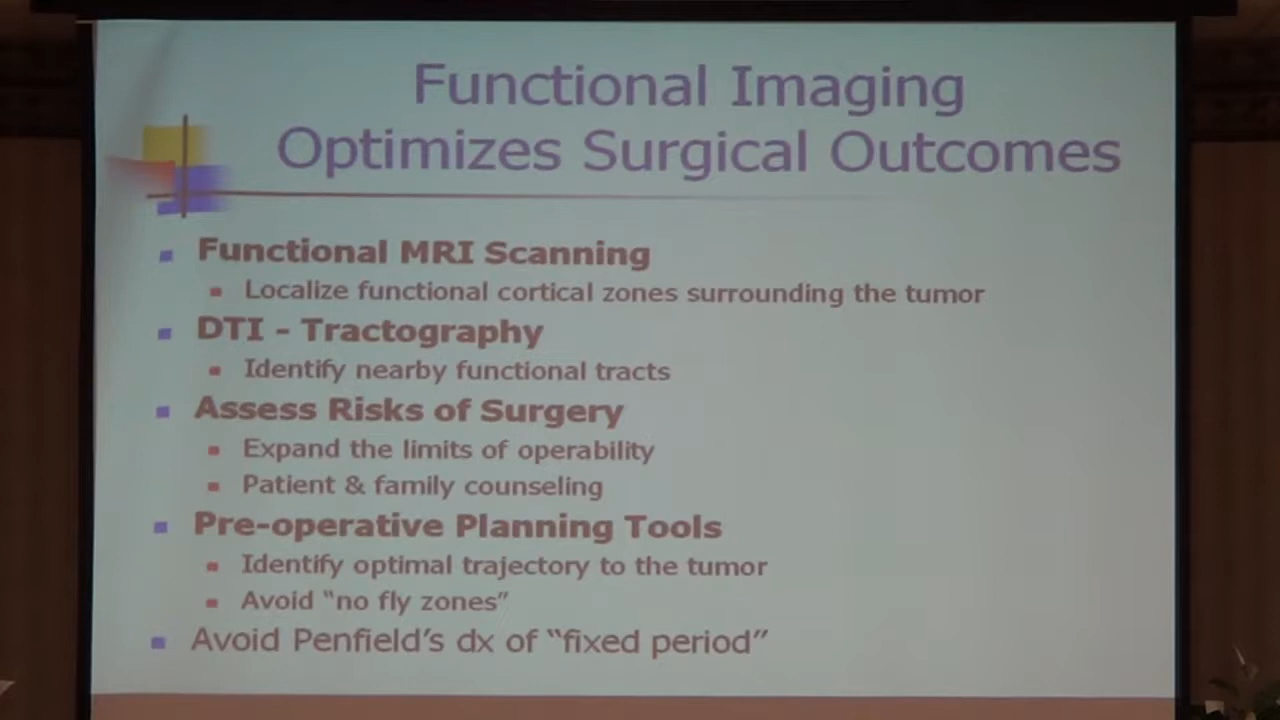 Functional Imaging
Optimizes Surgical Outcomes
Functional MRI Scanning
Localize functional cortical zones surrounding the tumor
DTI - Tractography
Identify nearby functional tracts
Assess Risks of Surgery
Expand the limits of operability
Patient & family counseling
Pre-operative Planning Tools
Identify optimal trajectory to the tumor
Avoid “no fly zones”
Avoid Penfield’s dx of “fixed period”